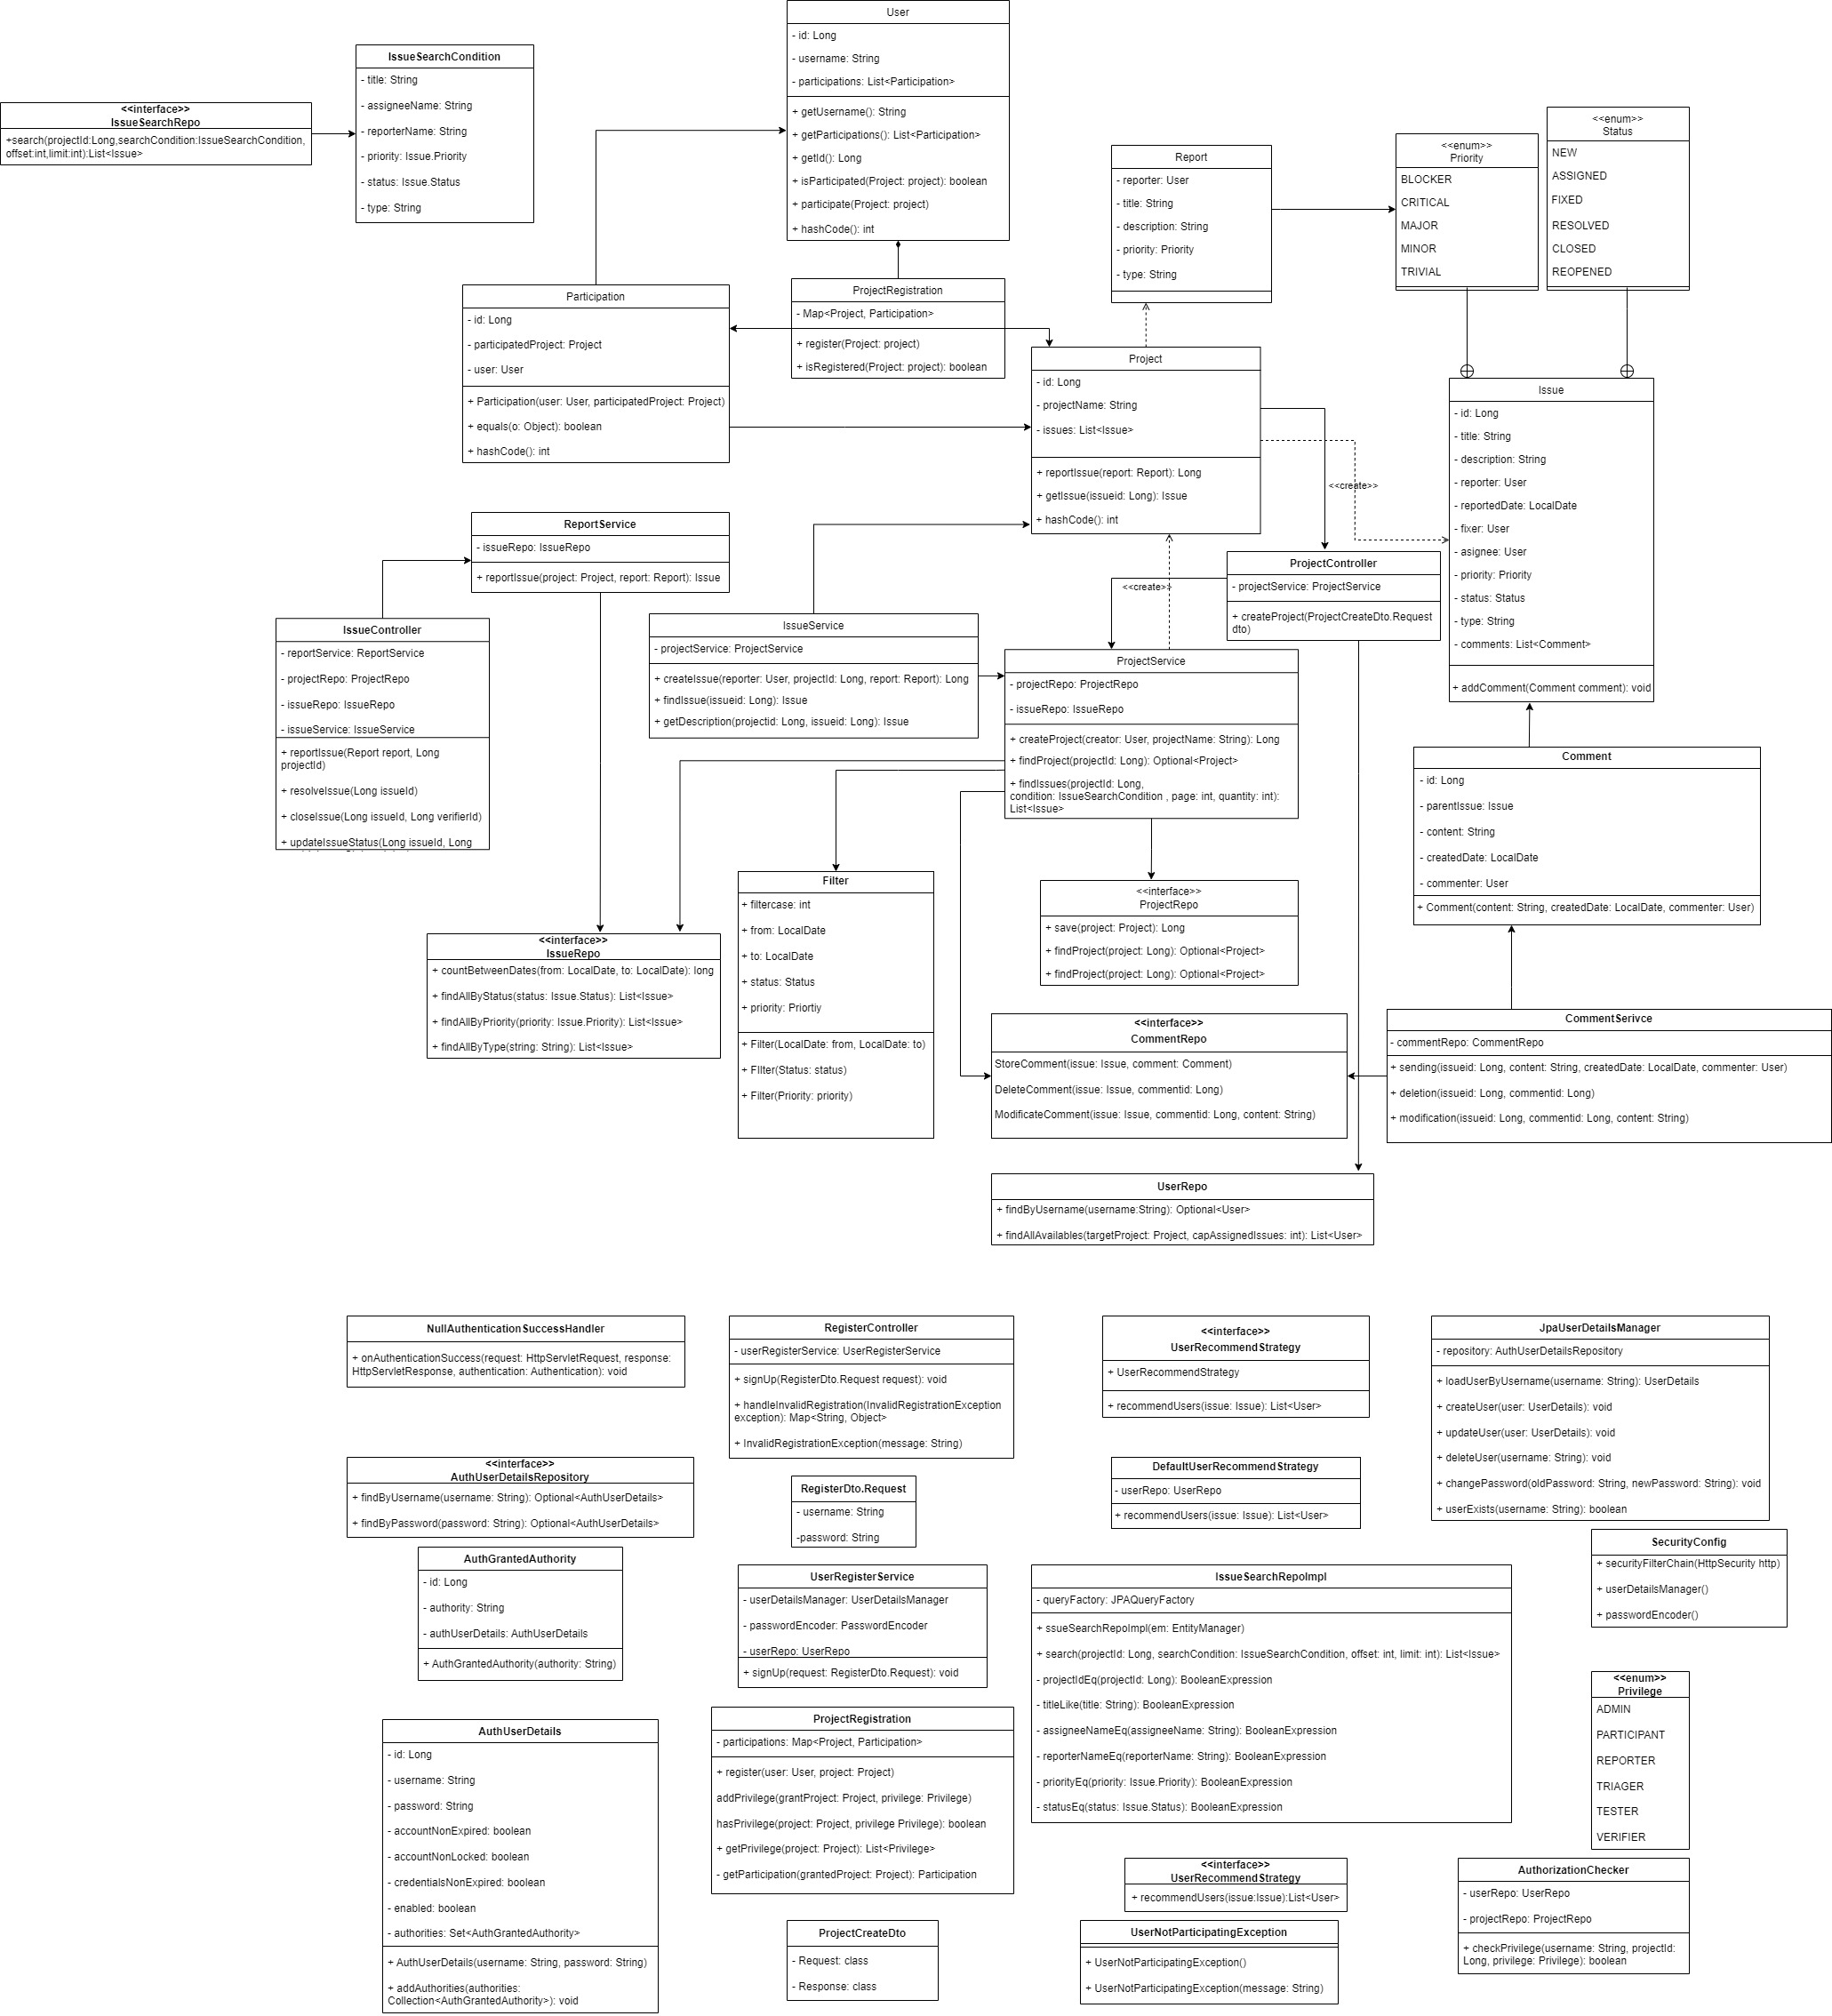 User
- id: Long
- username: String
- participations: List<Participation>
+ getUsername(): String
+ getParticipations(): List<Participation>
+ getId(): Long
+ isParticipated(Project: project): boolean
+ participate(Project: project)
+ hashCode(): int
IssueSearchCondition
- title: String
- assigneeName: String
- reporterName: String
- priority: Issue.Priority
- status: Issue.Status
- type: String
<<interface>>
IssueSearchRepo
+search(projectId:Long,searchCondition:IssueSearchCondition,
offset:int,limit:int):List<Issue>
Report
- reporter: User
- title: String
- description: String
- priority: Priority
- type: String
<<enum>>
Priority
BLOCKER
CRITICAL
MAJOR
MINOR
TRIVIAL
<<enum>>
Status
NEW
ASSIGNED
FIXED
RESOLVED
CLOSED
REOPENED
Participation
- id: Long
- participatedProject: Project
- user: User
+ Participation(user: User, participatedProject: Project)
+ equals(o: Object): boolean
+ hashCode(): int
ProjectRegistration
- Map<Project, Participation>
+ register(Project: project)
+ isRegistered(Project: project): boolean
Project
- id: Long
- projectName: String
- issues: List<Issue>
+ reportIssue(report: Report): Long
+ getIssue(issueid: Long): Issue
+ hashCode(): int
<<create>>
Issue
- id: Long
- title: String
- description: String
- reporter: User
- reportedDate: LocalDate
- fixer: User
- asignee: User
- priority: Priority
- status: Status
- type: String
- comments: List<Comment>
+ addComment(Comment comment): void
ReportService
- issueRepo: IssueRepo
+ reportIssue(project: Project, report: Report): Issue
ProjectController
- projectService: ProjectService
+ createProject(ProjectCreateDto.Request
dto)
<<create>>
IssueController
- reportService: ReportService
- projectRepo: ProjectRepo
- issueRepo: IssueRepo
- issueService: IssueService
+ reportIssue(Report report, Long
projectId)
+ resolveIssue(Long issueId)
+ closeIssue(Long issueId, Long verifierId)
+ updateIssueStatus(Long issueId, Long
IssueService
- projectService: ProjectService
+ createIssue(reporter: User, projectId: Long, report: Report): Long
+ findIssue(issueid: Long): Issue
+ getDescription(projectid: Long, issueid: Long): Issue
ProjectService
- projectRepo: ProjectRepo
- issueRepo: IssueRepo
+ createProject(creator: User, projectName: String): Long
+ findProject(projectId: Long): Optional<Project>
+ findIssues(projectId: Long,
condition: IssueSearchCondition , page: int, quantity: int):
List<Issue>
Comment
- id: Long
- parentIssue: Issue
- content: String
- createdDate: LocalDate
- commenter: User
+ Comment(content: String, createdDate: LocalDate, commenter: User)
Filter
+ filtercase: int
+ from: LocalDate
+ to: LocalDate
+ status: Status
+ priority: Priortiy
+ Filter(LocalDate: from, LocalDate: to)
+ FIlter(Status: status)
+ Filter(Priority: priority)
<<interface>>
ProjectRepo
+ save(project: Project): Long
+ findProject(project: Long): Optional<Project>
+ findProject(project: Long): Optional<Project>
<<interface>>
IssueRepo
+ countBetweenDates(from: LocalDate, to: LocalDate): long
+ findAllByStatus(status: Issue.Status): List<Issue>
+ findAllByPriority(priority: Issue.Priority): List<Issue>
+ findAllByType(string: String): List<Issue>
<<interface>>
CommentRepo
StoreComment(issue: Issue, comment: Comment)
DeleteComment(issue: Issue, commentid: Long)
ModificateComment(issue: Issue, commentid: Long, content: String)
CommentSerivce
- commentRepo: CommentRepo
+ sending(issueid: Long, content: String, createdDate: LocalDate, commenter: User)
+ deletion(issueid: Long, commentid: Long)
+ modification(issueid: Long, commentid: Long, content: String)
UserRepo
+ findByUsername(username:String): Optional<User>
+ findAllAvailables(targetProject: Project, capAssignedIssues: int): List<User>
NullAuthenticationSuccessHandler
+ onAuthenticationSuccess(request: HttpServletRequest, response:
HttpServletResponse, authentication: Authentication): void
RegisterController
- userRegisterService: UserRegisterService
+ signUp(RegisterDto.Request request): void
+ handleInvalidRegistration(InvalidRegistrationException
exception): Map<String, Object>
+ InvalidRegistrationException(message: String)
<<interface>>
UserRecommendStrategy
+ UserRecommendStrategy
+ recommendUsers(issue: Issue): List<User>
JpaUserDetailsManager
- repository: AuthUserDetailsRepository
+ loadUserByUsername(username: String): UserDetails
+ createUser(user: UserDetails): void
+ updateUser(user: UserDetails): void
+ deleteUser(username: String): void
+ changePassword(oldPassword: String, newPassword: String): void
+ userExists(username: String): boolean
<<interface>>
AuthUserDetailsRepository
+ findByUsername(username: String): Optional<AuthUserDetails>
+ findByPassword(password: String): Optional<AuthUserDetails>
RegisterDto.Request
- username: String
-password: String
DefaultUserRecommendStrategy
- userRepo: UserRepo
+ recommendUsers(issue: Issue): List<User>
SecurityConfig
+ securityFilterChain(HttpSecurity http)
+ userDetailsManager()
+ passwordEncoder()
AuthGrantedAuthority
- id: Long
- authority: String
- authUserDetails: AuthUserDetails
+ AuthGrantedAuthority(authority: String)
UserRegisterService
- userDetailsManager: UserDetailsManager
- passwordEncoder: PasswordEncoder
- userRepo: UserRepo
+ signUp(request: RegisterDto.Request): void
IssueSearchRepoImpl
- queryFactory: JPAQueryFactory
+ ssueSearchRepoImpl(em: EntityManager)
+ search(projectId: Long, searchCondition: IssueSearchCondition, offset: int, limit: int): List<Issue>
- projectIdEq(projectId: Long): BooleanExpression
- titleLike(title: String): BooleanExpression
- assigneeNameEq(assigneeName: String): BooleanExpression
- reporterNameEq(reporterName: String): BooleanExpression
- priorityEq(priority: Issue.Priority): BooleanExpression
- statusEq(status: Issue.Status): BooleanExpression
<<enum>>
Privilege
ADMIN
PARTICIPANT
REPORTER
TRIAGER
TESTER
VERIFIER
AuthUserDetails
- id: Long
- username: String
- password: String
- accountNonExpired: boolean
- accountNonLocked: boolean
- credentialsNonExpired: boolean
- enabled: boolean
- authorities: Set<AuthGrantedAuthority>
+ AuthUserDetails(username: String, password: String)
+ addAuthorities(authorities:
Collection<AuthGrantedAuthority>): void
ProjectRegistration
- participations: Map<Project, Participation>
+ register(user: User, project: Project)
addPrivilege(grantProject: Project, privilege: Privilege)
hasPrivilege(project: Project, privilege Privilege): boolean
+ getPrivilege(project: Project): List<Privilege>
- getParticipation(grantedProject: Project): Participation
<<interface>>
UserRecommendStrategy
+ recommendUsers(issue:Issue):List<User>
AuthorizationChecker
- userRepo: UserRepo
- projectRepo: ProjectRepo
+ checkPrivilege(username: String, projectId:
Long, privilege: Privilege): boolean
ProjectCreateDto
- Request: class
- Response: class
UserNotParticipatingException
+ UserNotParticipatingException()
+ UserNotParticipatingException(message: String)